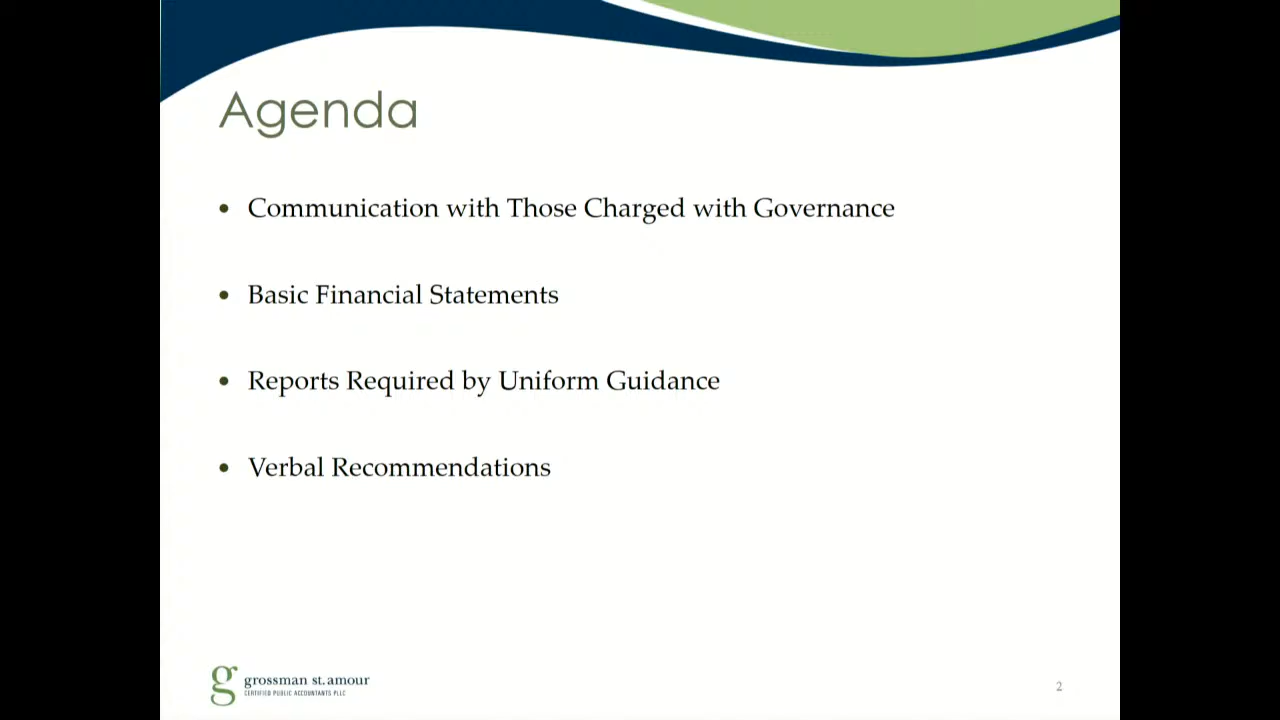 Agenda
• Communication with Those Charged with Governance
• Basic Financial Statements
• Reports Required by Uniform Guidance
• Verbal Recommendations
g grossman st. amour
CERTIFIED PUBLIC ACCOUNTANTS PLLC
2